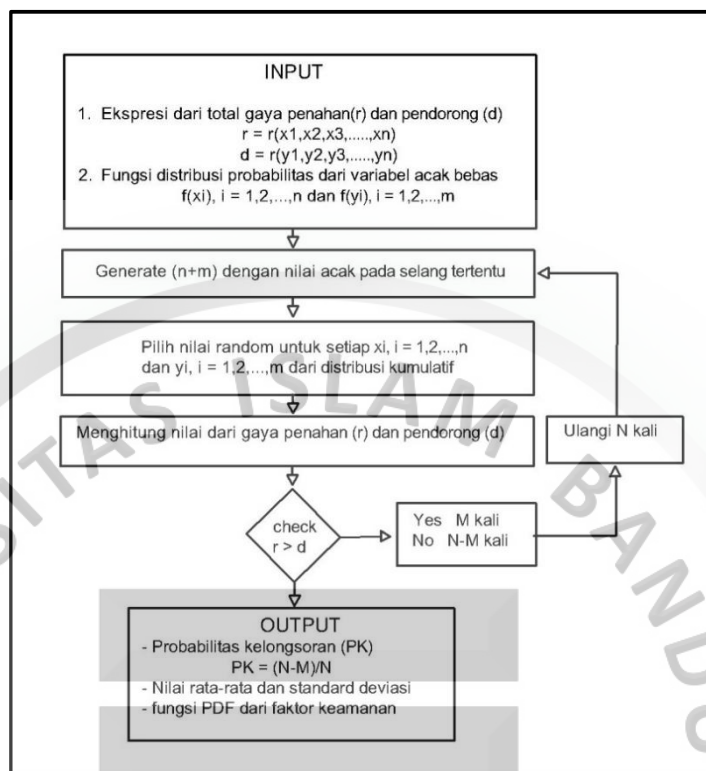 INPUT
1. Ekspresi dari total gaya penahan(r) dan pendorong (d)
r = r(x1,x2,x3,.....,xn)
d = r(y1,y2,y3,.....,yn)
2. Fungsi distribusi probabilitas dari variabel acak bebas
f(xi), i = 1,2,...,n dan f(yi), i = 1,2,...,m
Generate (n+m) dengan nilai acak pada selang tertentu
Pilih nilai random untuk setiap xi, i = 1,2,...,n
dan yi, i = 1,2,...,m dari distribusi kumulatif
Menghitung nilai dari gaya penahan (r) dan pendorong (d)
Ulangi N kali
check
r > d
Yes M kali
No N-M kali
OUTPUT
- Probabilitas kelongsoran (PK)
PK = (N-M)/N
- Nilai rata-rata dan standard deviasi
- fungsi PDF dari faktor keamanan
SITAS ISLAM BANDU